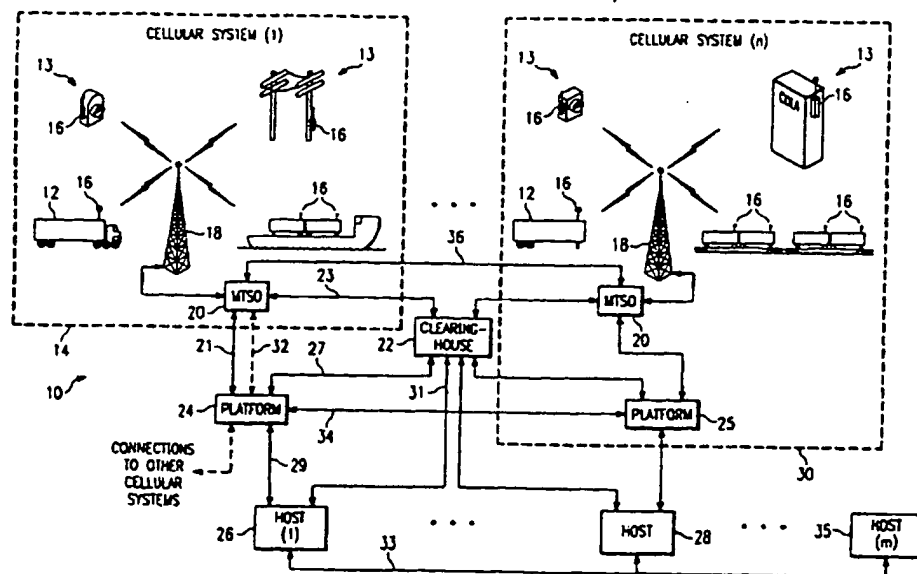 CELLULAR SYSTEM (1)
CELLULAR SYSTEM (n)
13
13
13
13
16
16
16
COLA
16
12
16
16
12
16
16
16
18
18
36
23
MTSO
MTSO
20
20
CLEARING-
HOUSE
22
14
21
32
27
10
31
24
PLATFORM
PLATFORM
25
34
CONNECTIONS
TO OTHER
CELLULAR
SYSTEMS
29
30
26
HOST
(1)
HOST
28
35
HOST
(m)
33